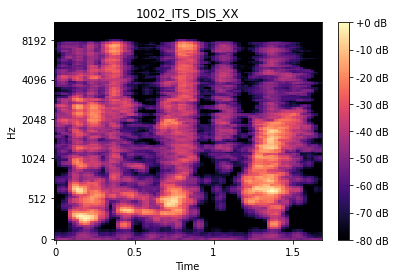 1002_ITS_DIS_XX
8192
4096
2048
1024
512
0
Hz
0
0.5
1
1.5
Time
+0 dB
-10 dB
-20 dB
-30 dB
-40 dB
-50 dB
-60 dB
-70 dB
-80 dB